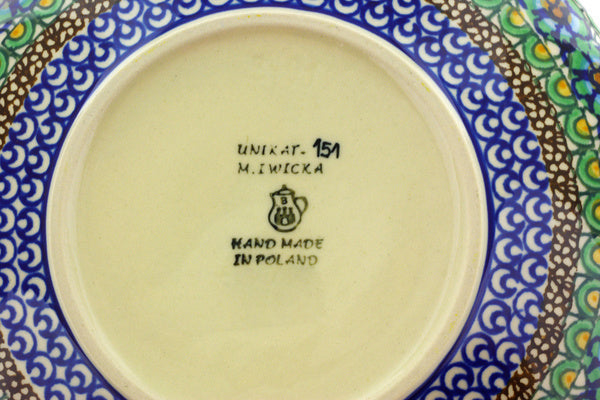 UNIKAT-151
M.IWICKA
B
HAND MADE
IN POLAND